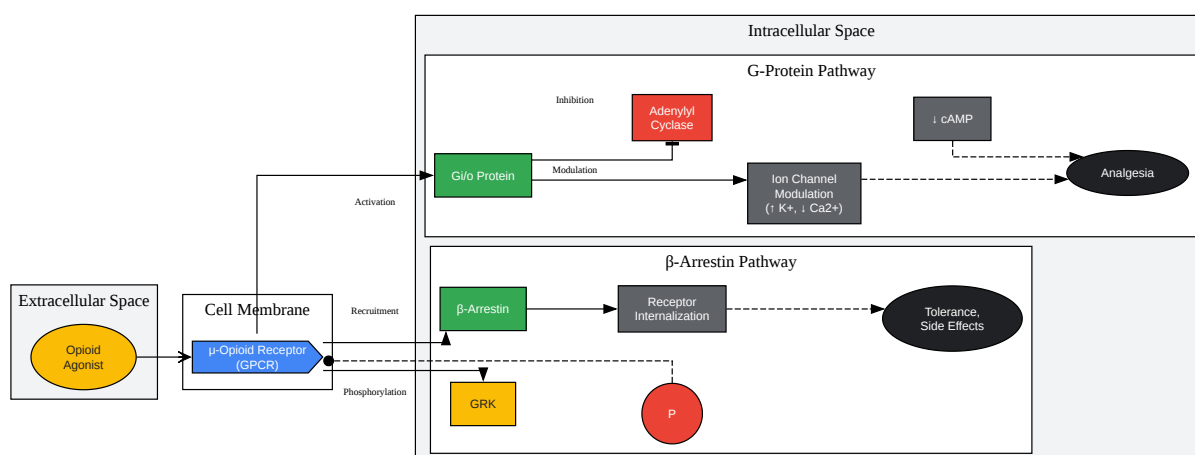 Intracellular Space
G-Protein Pathway
Inhibition
Adenylyl
Cyclase
↓ cAMP
Gi/o Protein
Modulation
Ion Channel
Modulation
(↑ K+, ↓ Ca2+)
Analgesia
Activation
β-Arrestin Pathway
Extracellular Space
Cell Membrane
Recruitment
β-Arrestin
Receptor
Internalization
Tolerance,
Side Effects
Opioid
Agonist
μ-Opioid Receptor
(GPCR)
Phosphorylation
GRK
P